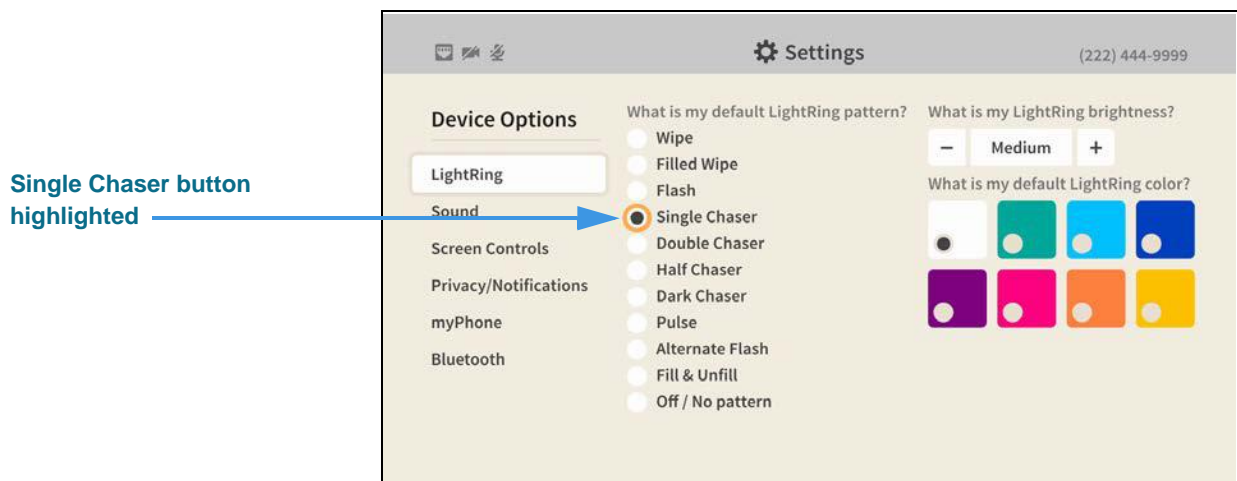 Settings
(222) 444-9999
Single Chaser button
highlighted
Device Options
LightRing
Sound
Screen Controls
Privacy/Notifications
myPhone
Bluetooth
What is my default LightRing pattern?
Wipe
Filled Wipe
Flash
Single Chaser
Double Chaser
Half Chaser
Dark Chaser
Pulse
Alternate Flash
Fill & Unfill
Off / No pattern
What is my LightRing brightness?
− Medium +
What is my default LightRing color?